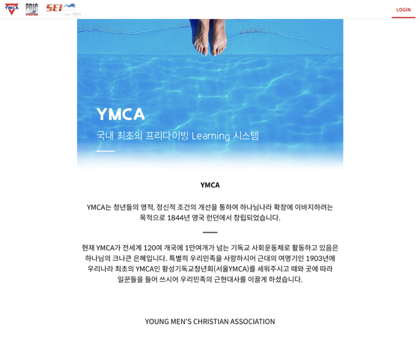 YMCA
SEI
LOGIN
YMCA
국내 최초의 프리다이빙 Learning 시스템
YMCA
YMCA는 청년들의 영적, 정신적 조건의 개선을 통하여 하나님나라 확장에 이바지하려는
목적으로 1844년 영국 런던에서 창립되었습니다.
현재 YMCA가 전세계 120여 개국에 1만여개가 넘는 기독교 사회운동체로 활동하고 있음은
하나님의 크나큰 은혜입니다. 특별히 우리민족을 사랑하시어 근대의 여명기인 1903년에
우리나라 최초의 YMCA인 황성기독교청년회(서울YMCA)를 세워주시고 때와 곳에 따라
일꾼들을 들어 쓰시어 우리민족의 근현대사를 이끌게 하셨습니다.
YOUNG MEN'S CHRISTIAN ASSOCIATION